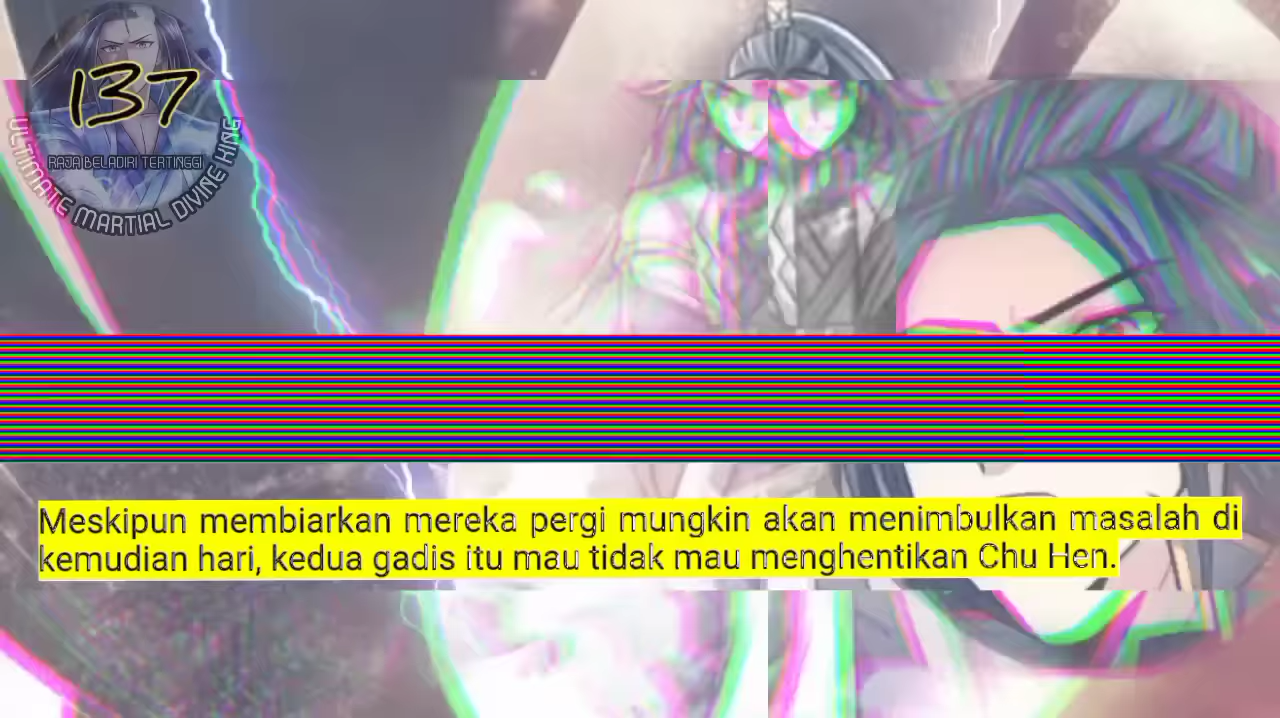 137
RAJA BELADIRI TERTINGGI
ULTIMATE MARTIAL DIVINE KING
Meskipun membiarkan mereka pergi mungkin akan menimbulkan masalah di
kemudian hari, kedua gadis itu mau tidak mau menghentikan Chu Hen.